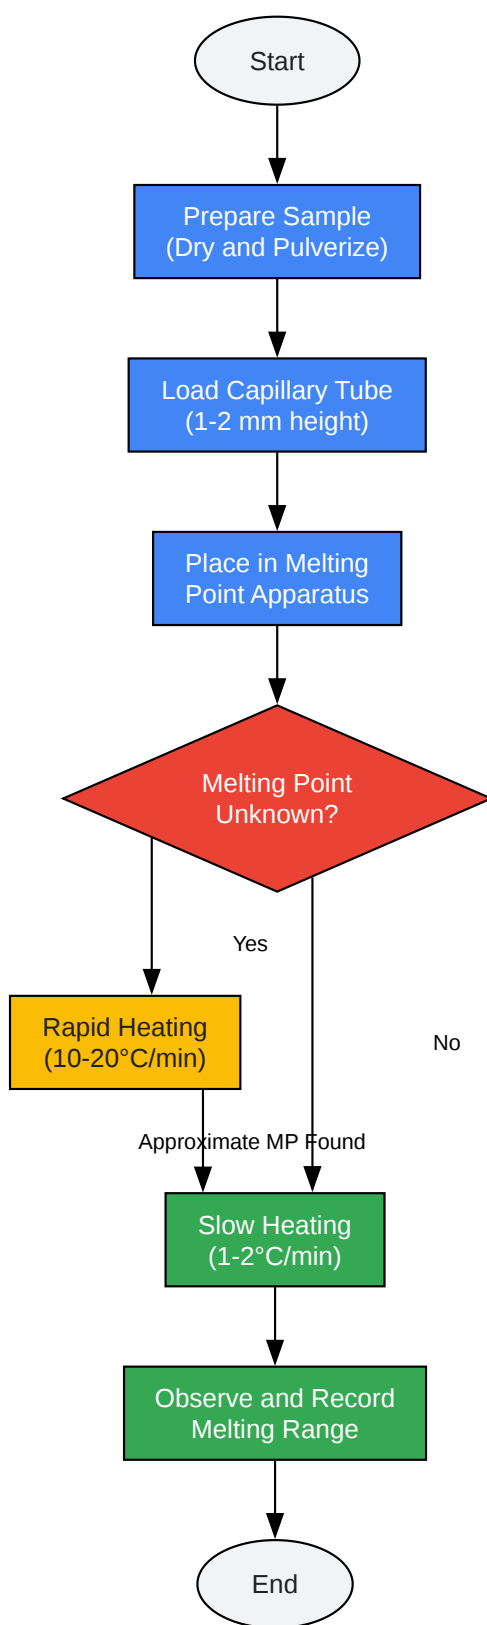 Start
Prepare Sample
(Dry and Pulverize)
Load Capillary Tube
(1-2 mm height)
Place in Melting
Point Apparatus
Melting Point
Unknown?
Yes
Rapid Heating
(10-20°C/min)
No
Approximate MP Found
Slow Heating
(1-2°C/min)
Observe and Record
Melting Range
End